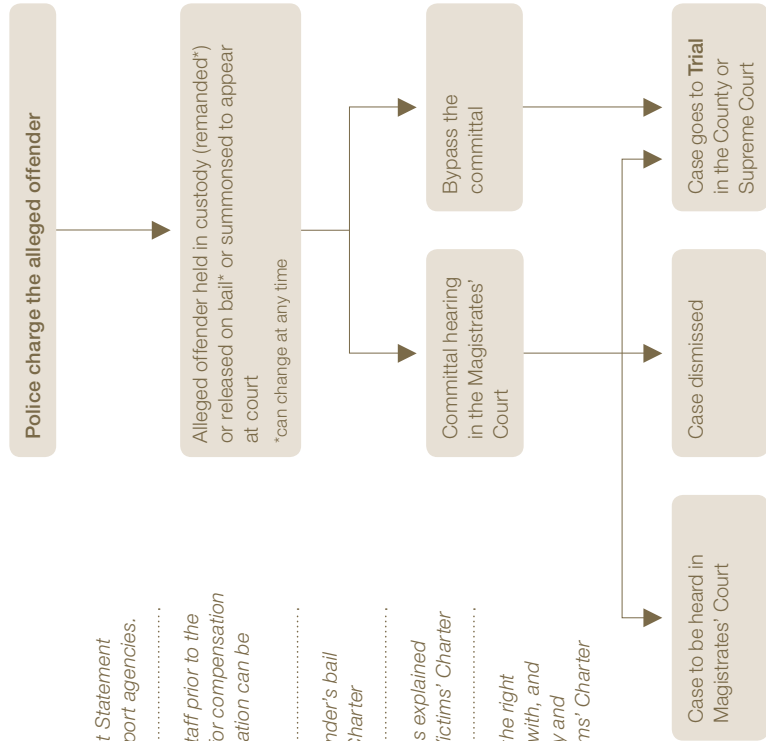 Police charge the alleged offender
Alleged offender held in custody (remanded*)
or released on bail* or summonsed to appear
at court
*can change at any time
Committal hearing
in the Magistrates'
Court
Bypass the
committal
Case to be heard in
Magistrates' Court
Case dismissed
Case goes to Trial
in the County or
Supreme Court
Statement
port agencies.
taff prior to the
or compensation
ation can be
nder's bail
Charter
s explained
ictims' Charter
he right
with, and
y and
ms' Charter